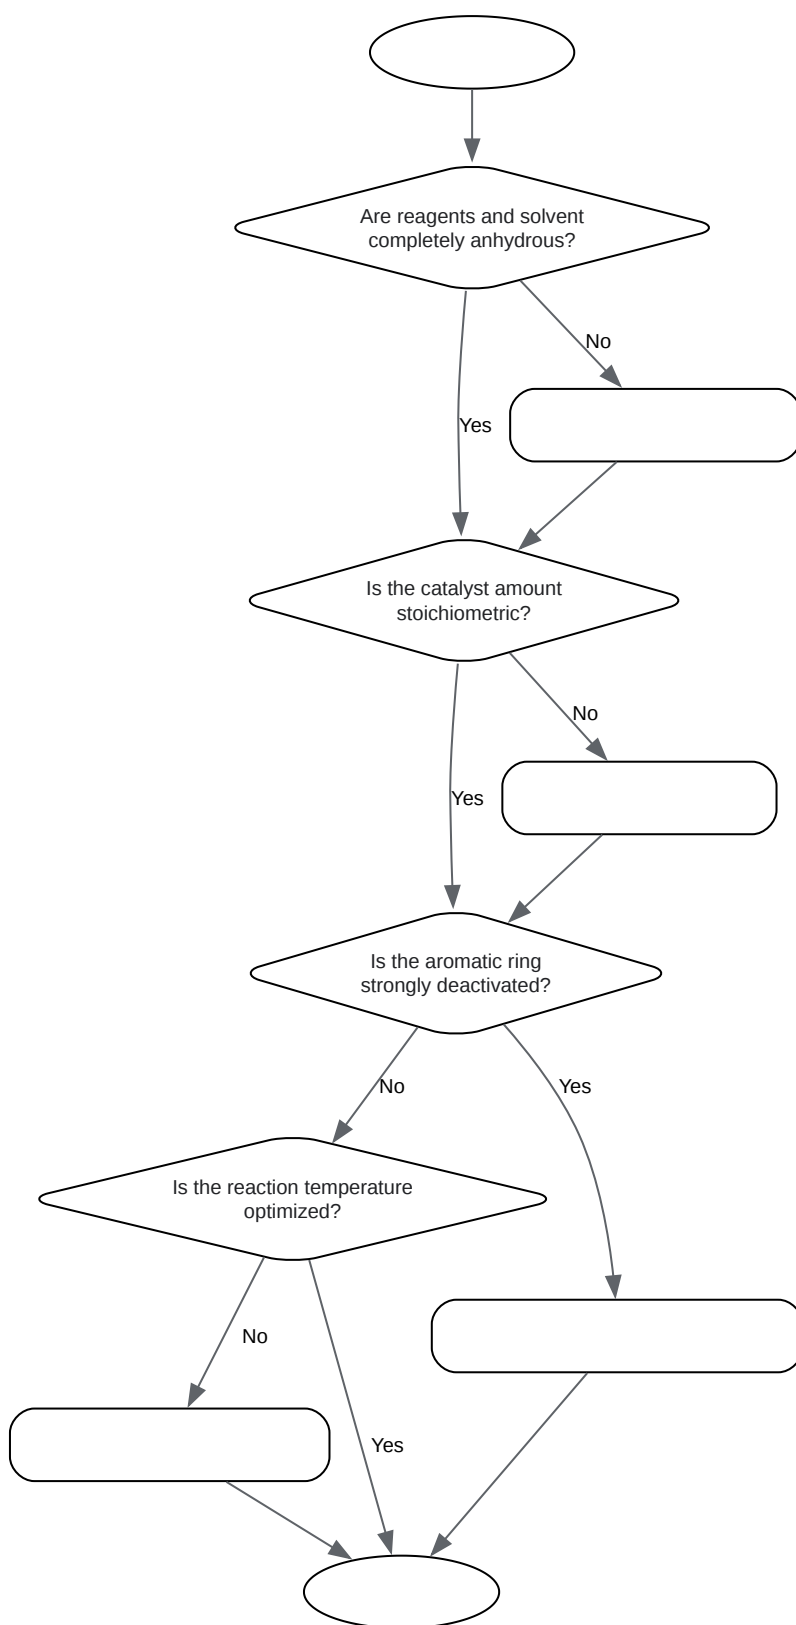 Are reagents and solvent
completely anhydrous?
No
Yes
Is the catalyst amount
stoichiometric?
No
Yes
Is the aromatic ring
strongly deactivated?
No
Yes
Is the reaction temperature
optimized?
No
Yes